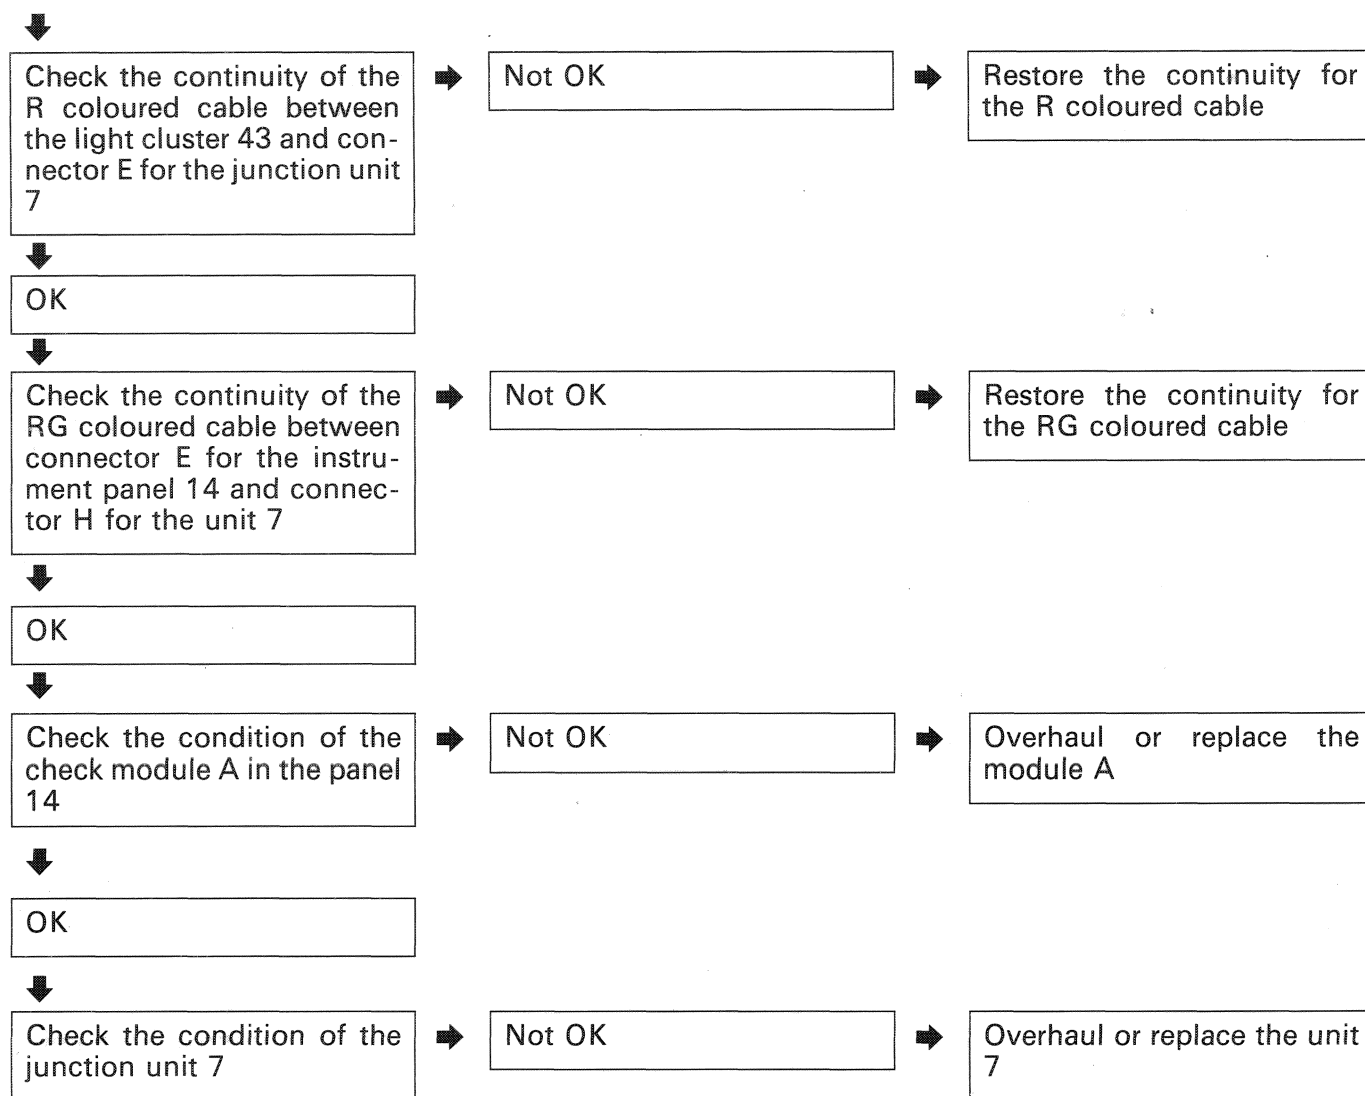 Check the continuity of the
R coloured cable between
the light cluster 43 and con-
nector E for the junction unit
7
Not OK
Restore the continuity for
the R coloured cable
OK
Check the continuity of the
RG coloured cable between
connector E for the instru-
ment panel 14 and connec-
tor H for the unit 7
Not OK
Restore the continuity for
the RG coloured cable
OK
Check the condition of the
check module A in the panel
14
Not OK
Overhaul or replace the
module A
OK
Check the condition of the
junction unit 7
Not OK
Overhaul or replace the unit
7